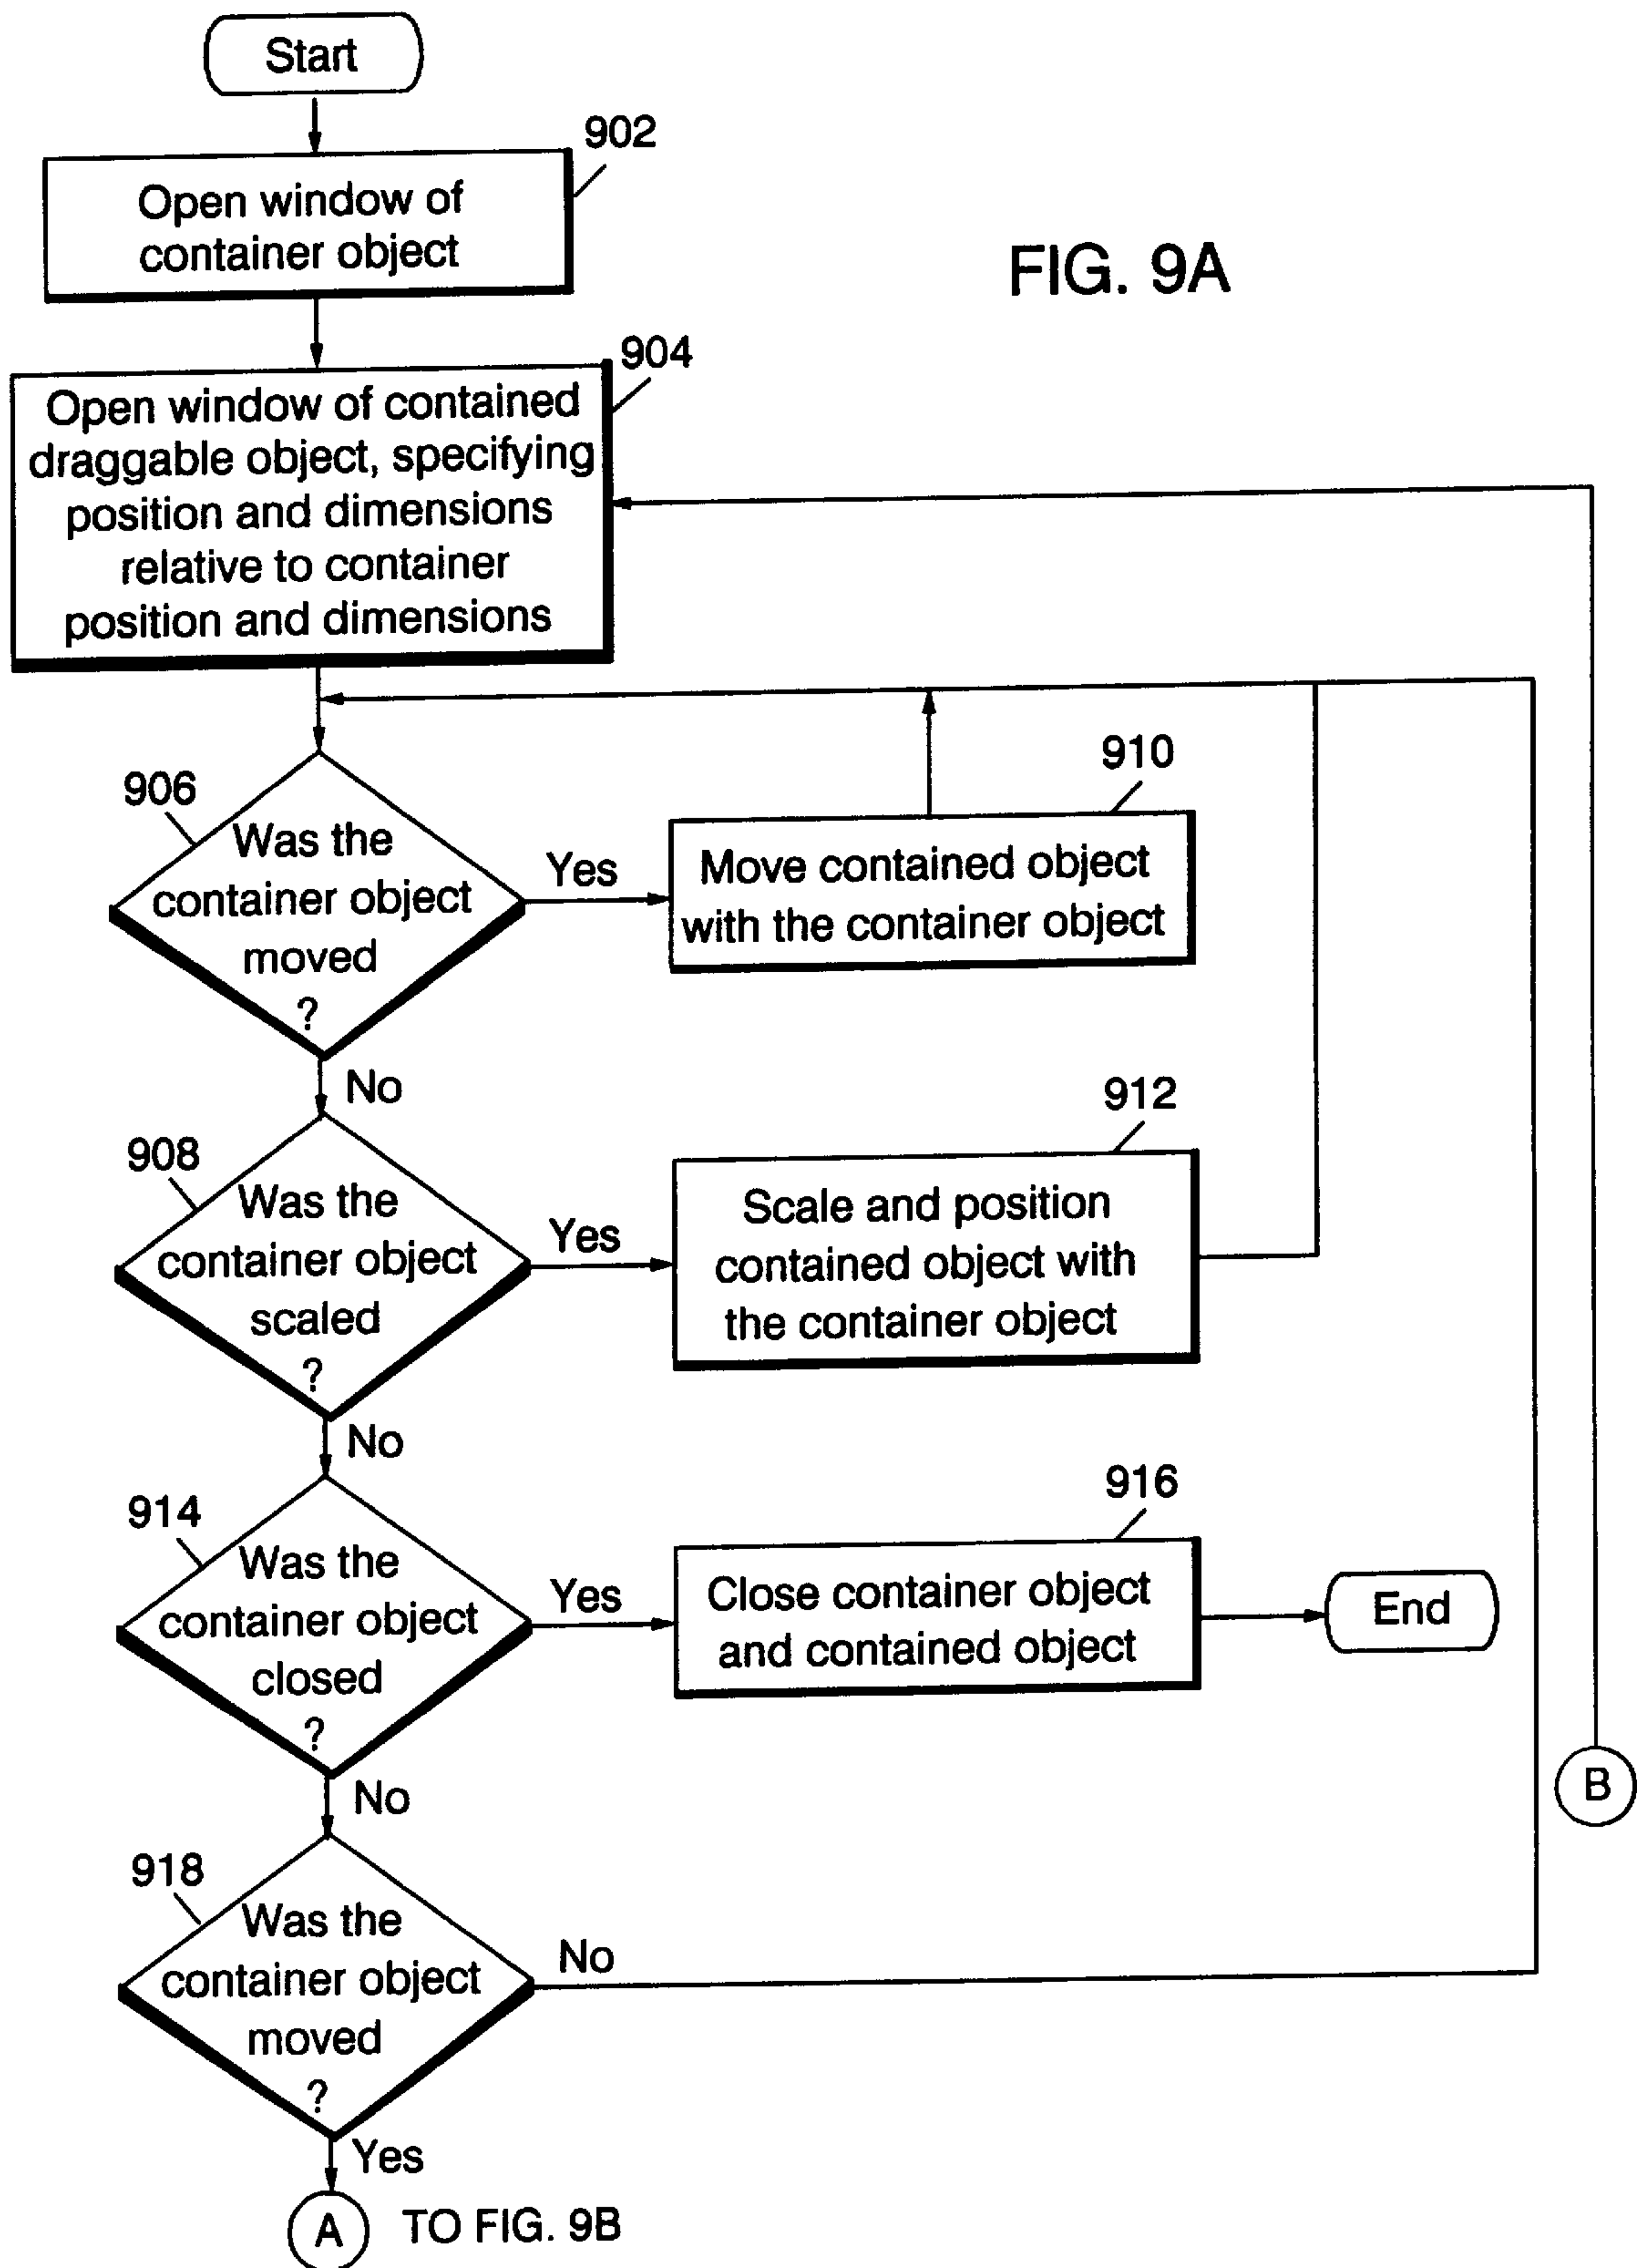 Start
902
Open window of
container object
FIG. 9A
904
Open window of contained
draggable object, specifying
position and dimensions
relative to container
position and dimensions
906
Was the
container object
moved
?
Yes
910
Move contained object
with the container object
No
908
Was the
container object
scaled
?
Yes
912
Scale and position
contained object with
the container object
No
914
Was the
container object
closed
?
Yes
916
Close container object
and contained object
End
No
B
918
Was the
container object
moved
?
No
Yes
A TO FIG. 9B